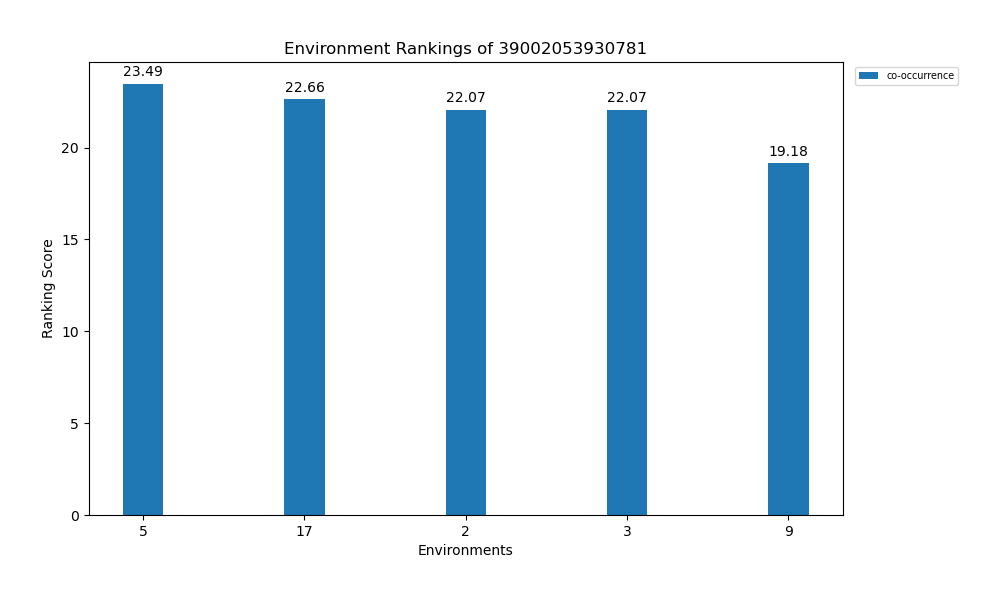 Environment Rankings of 39002053930781
co-occurrence
23.49
22.66
22.07
22.07
19.18
20
15
10
5
0
Ranking Score
5 17 2 3 9
Environments